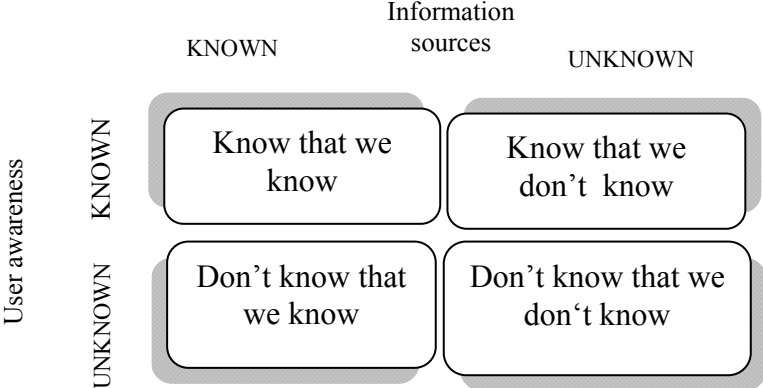 Information
sources
KNOWN
UNKNOWN
User awareness
KNOWN
Know that we
know
Know that we
don’t know
UNKNOWN
Don’t know that
we know
Don’t know that we
don‘t know